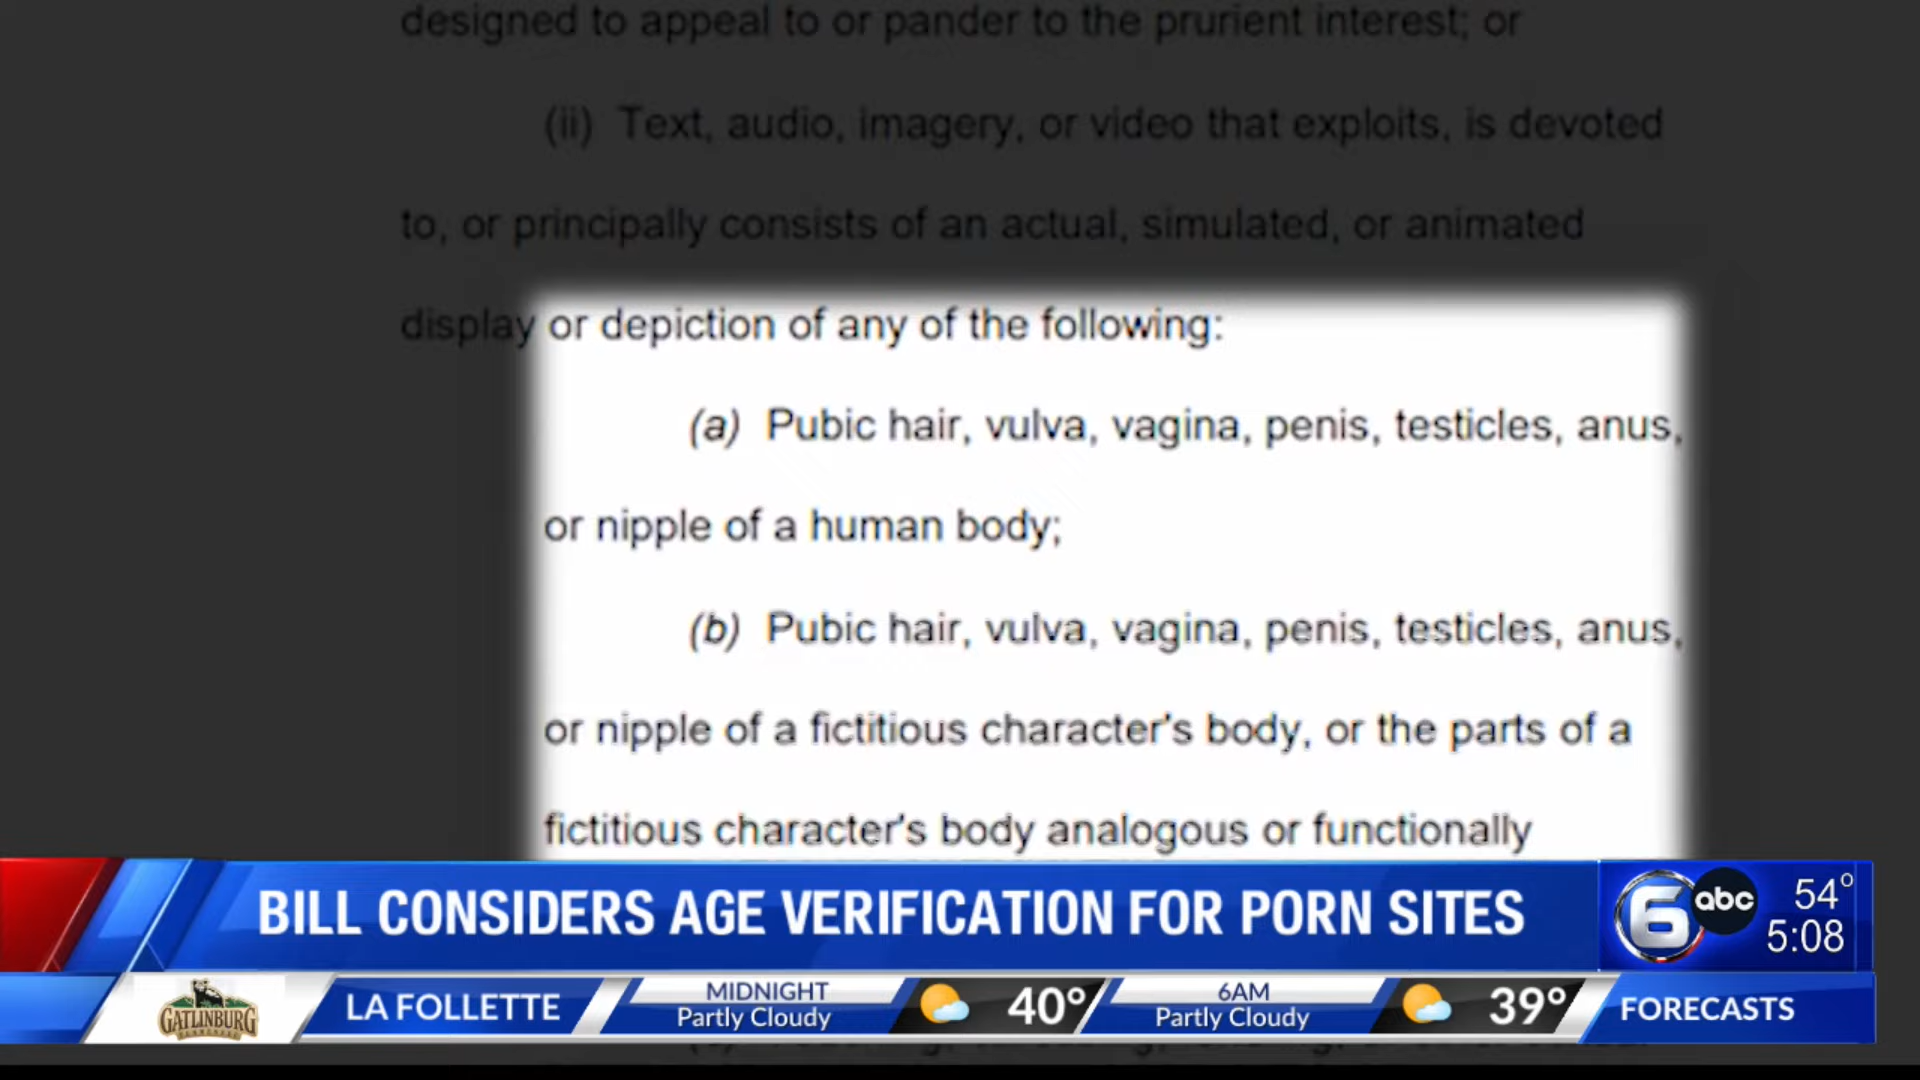 designed to appeal to or pander to the prurient interest; or
(ii) Text, audio, imagery, or video that exploits, is devoted
to, or principally consists of an actual, simulated, or animated
display or depiction of any of the following:
(a) Pubic hair, vulva, vagina, penis, testicles, anus,
or nipple of a human body;
(b) Pubic hair, vulva, vagina, penis, testicles, anus,
or nipple of a fictitious character's body, or the parts of a
fictitious character's body analogous or functionally
BILL CONSIDERS AGE VERIFICATION FOR PORN SITES
6 abc 54°
5:08
GATLINBURG
LA FOLLETTE
MIDNIGHT
Partly Cloudy
40°
6AM
Partly Cloudy
39°
FORECASTS